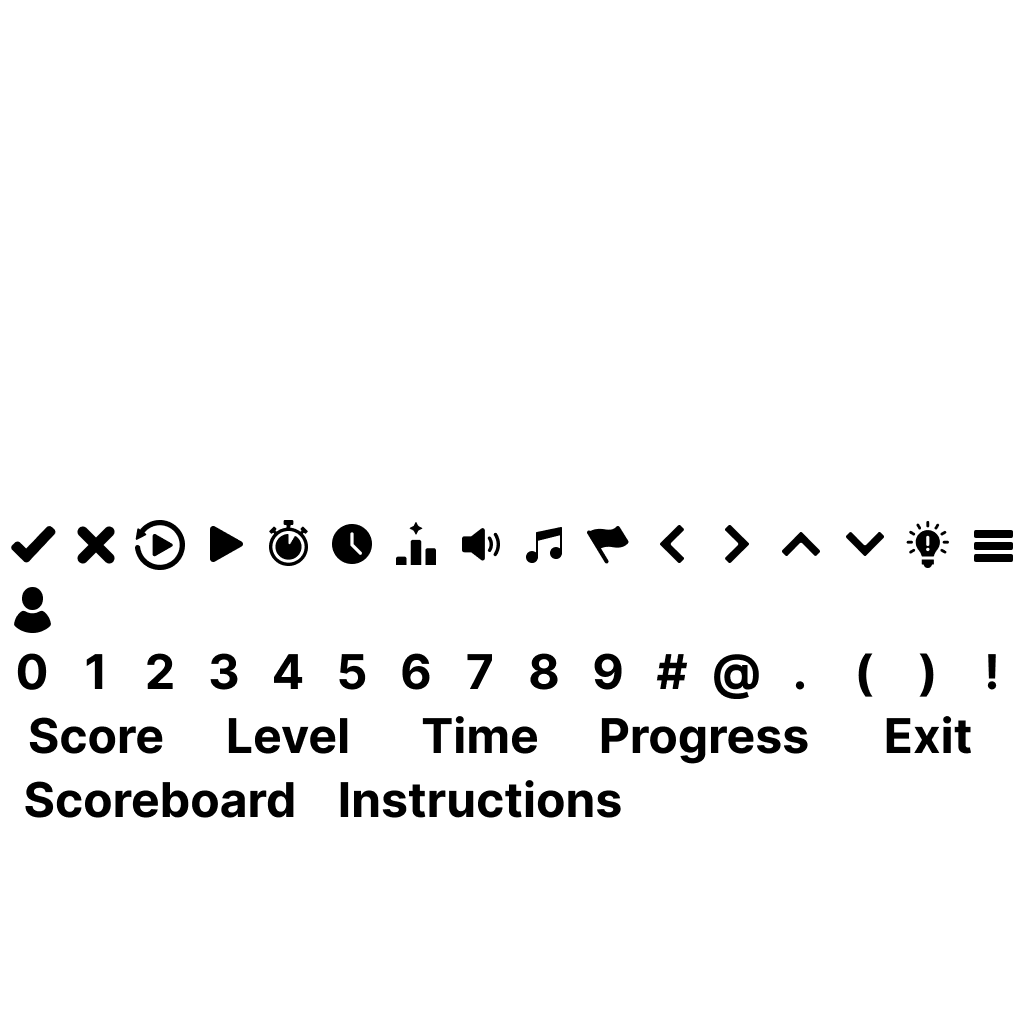 0 1 2 3 4 5 6 7 8 9 # @ . ( ) !
Score Level Time Progress Exit
Scoreboard Instructions